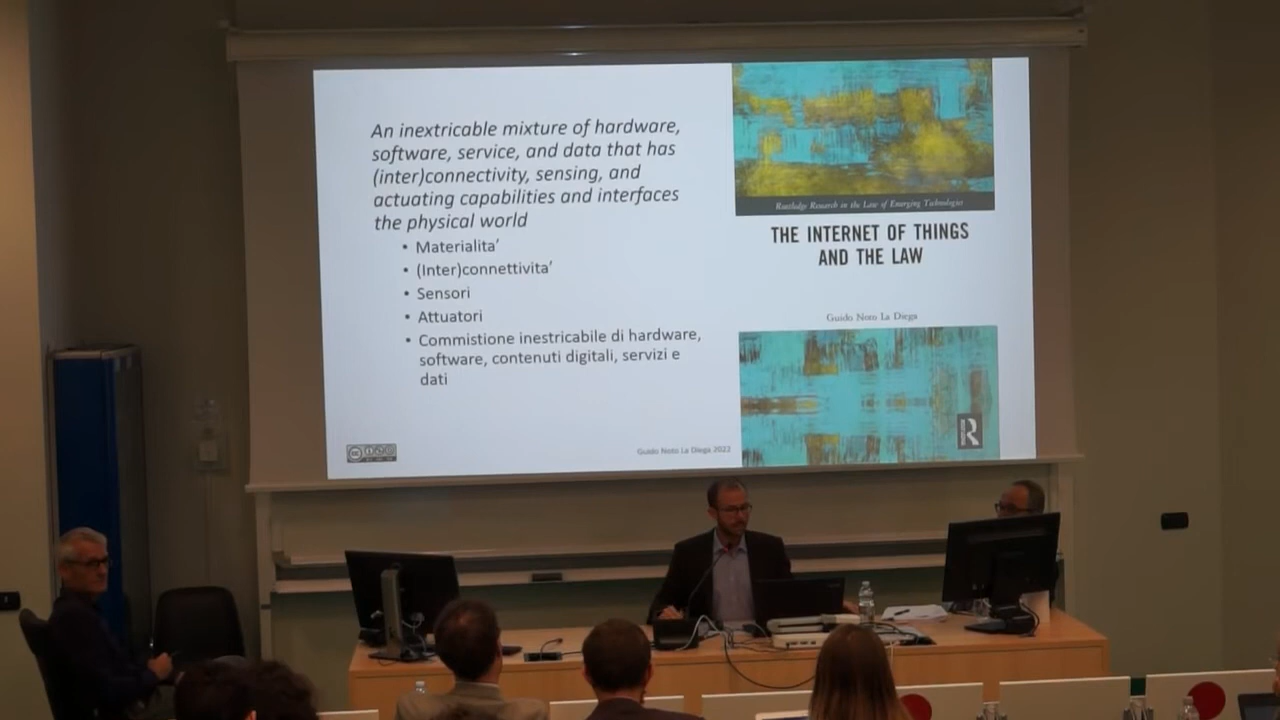 An inextricable mixture of hardware,
software, service, and data that has
(inter)connectivity, sensing, and
actuating capabilities and interfaces
the physical world
• Materialita’
• (Inter)connettivita’
• Sensori
• Attuatori
• Commistione inestricabile di hardware,
software, contenuti digitali, servizi e
dati
Guido Noto La Diega 2022
Routledge Research in the Law of Emerging Technologies
THE INTERNET OF THINGS
AND THE LAW
Guido Noto La Diega
R